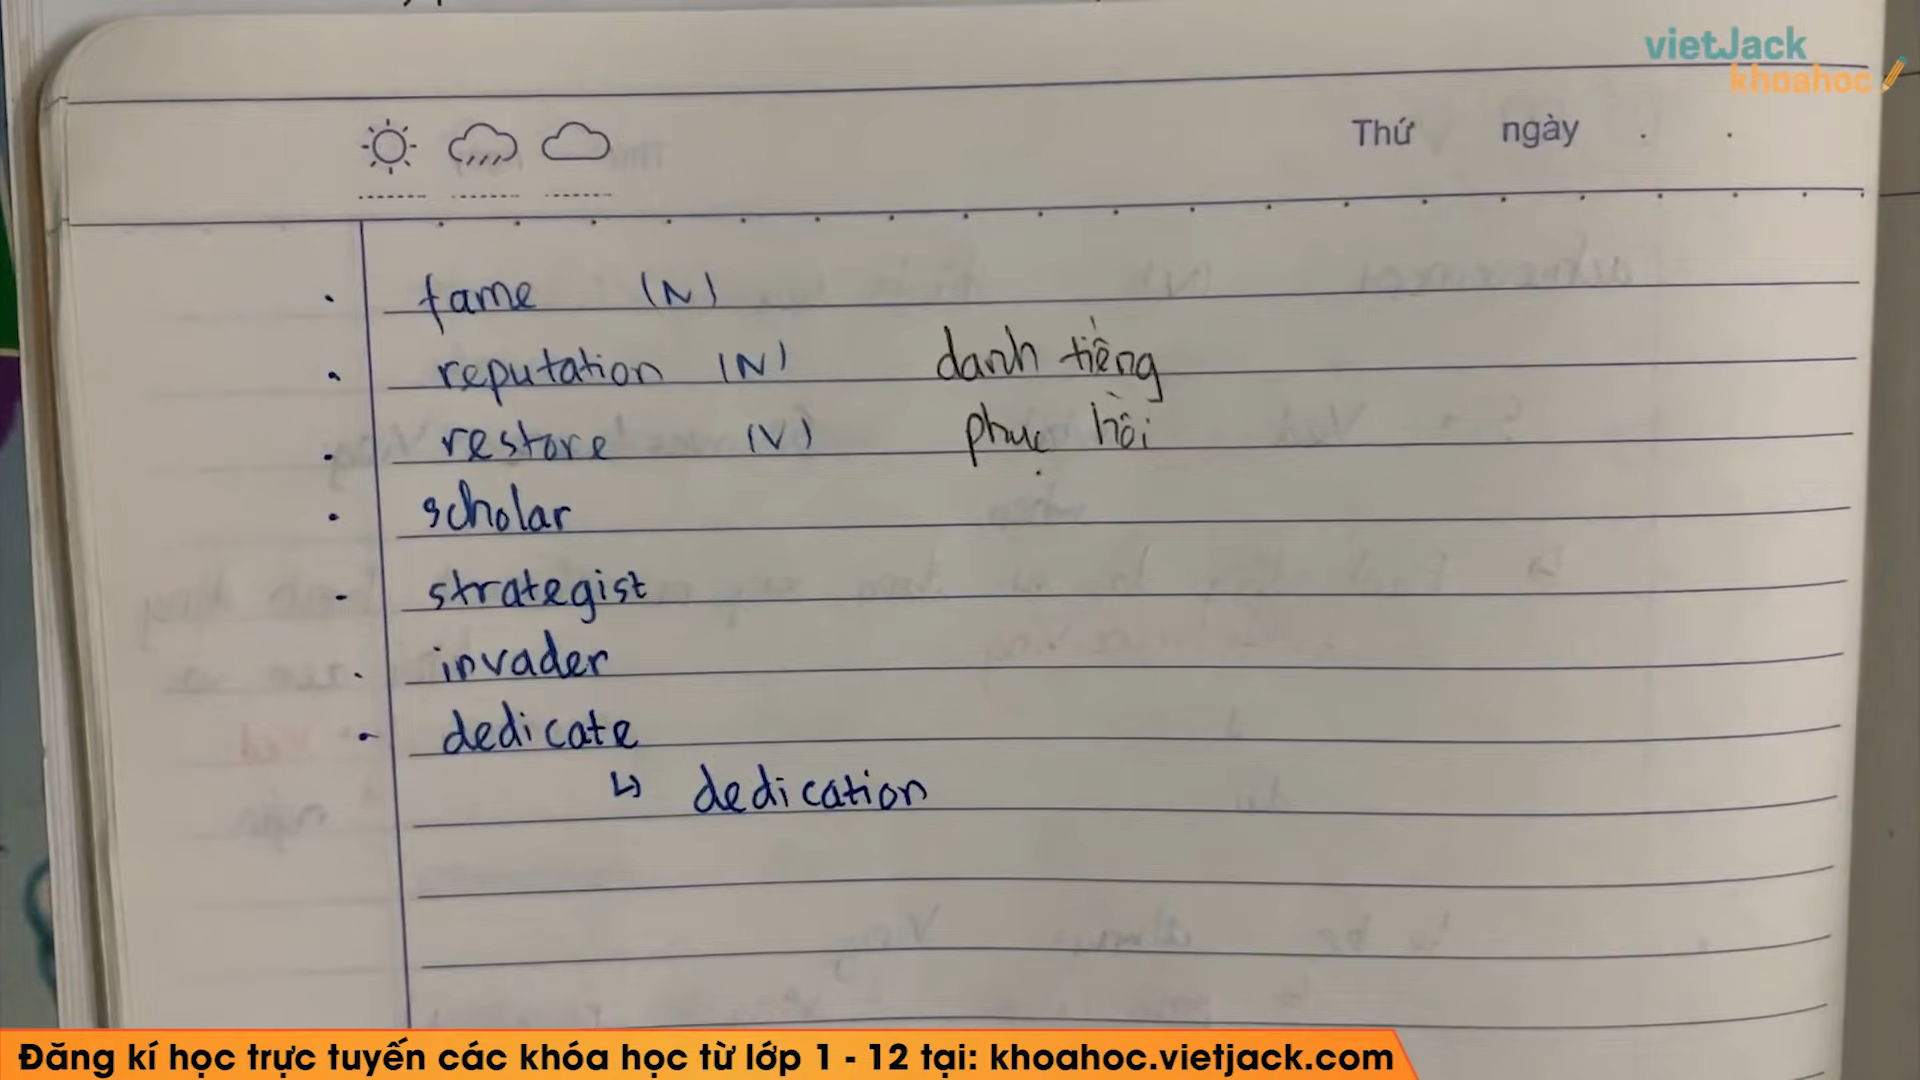 vietJack
khoahoc
Thứ ngày . .
fame (N)
reputation (N) danh tiếng
restore (V) phục hồi
scholar
strategist
invader
dedicate
↳ dedication
Đăng kí học trực tuyến các khóa học từ lớp 1 - 12 tại: khoahoc.vietjack.com